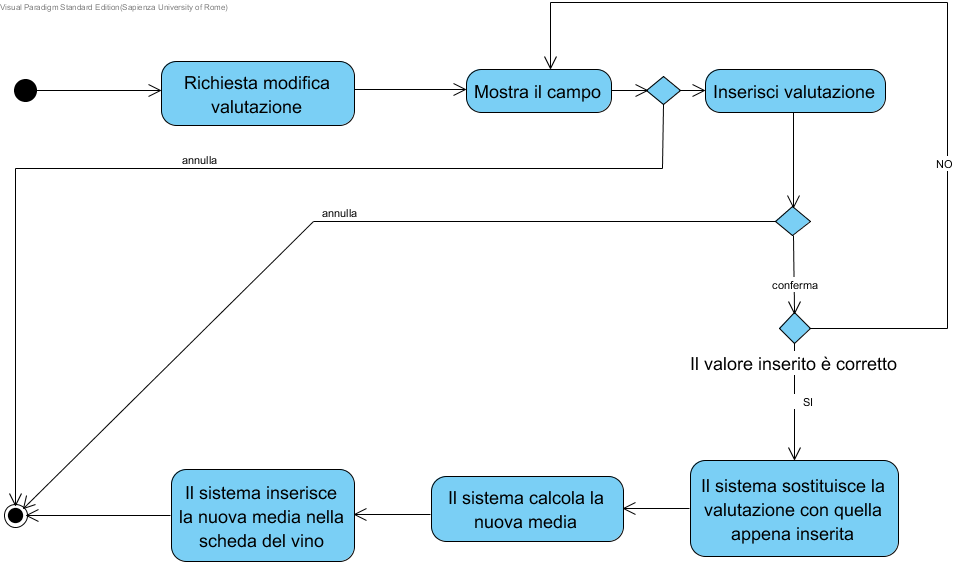 Visual Paradigm Standard Edition(Sapienza University of Rome)
Richiesta modifica
valutazione
Mostra il campo
Inserisci valutazione
annulla
NO
annulla
conferma
Il valore inserito è corretto
SI
Il sistema sostituisce la
valutazione con quella
appena inserita
Il sistema calcola la
nuova media
Il sistema inserisce
la nuova media nella
scheda del vino